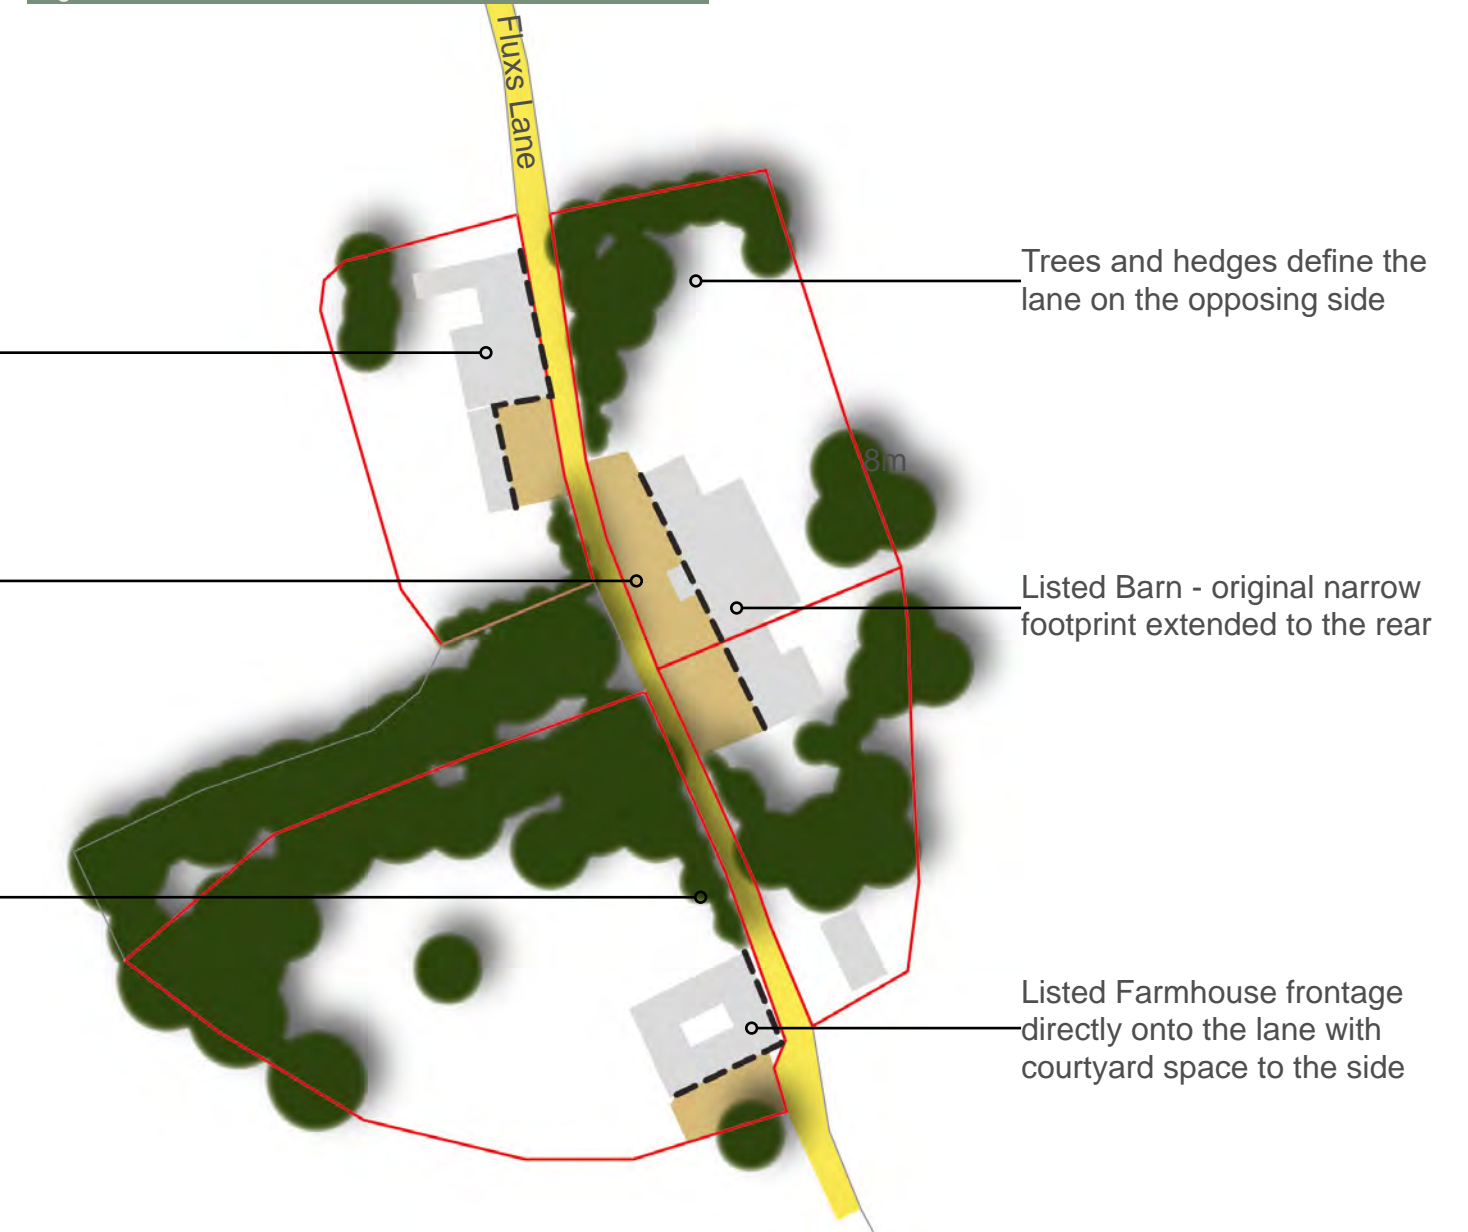 Fluxs Lane
Trees and hedges define the
lane on the opposing side
8m
Listed Barn - original narrow
footprint extended to the rear
Listed Farmhouse frontage
directly onto the lane with
courtyard space to the side